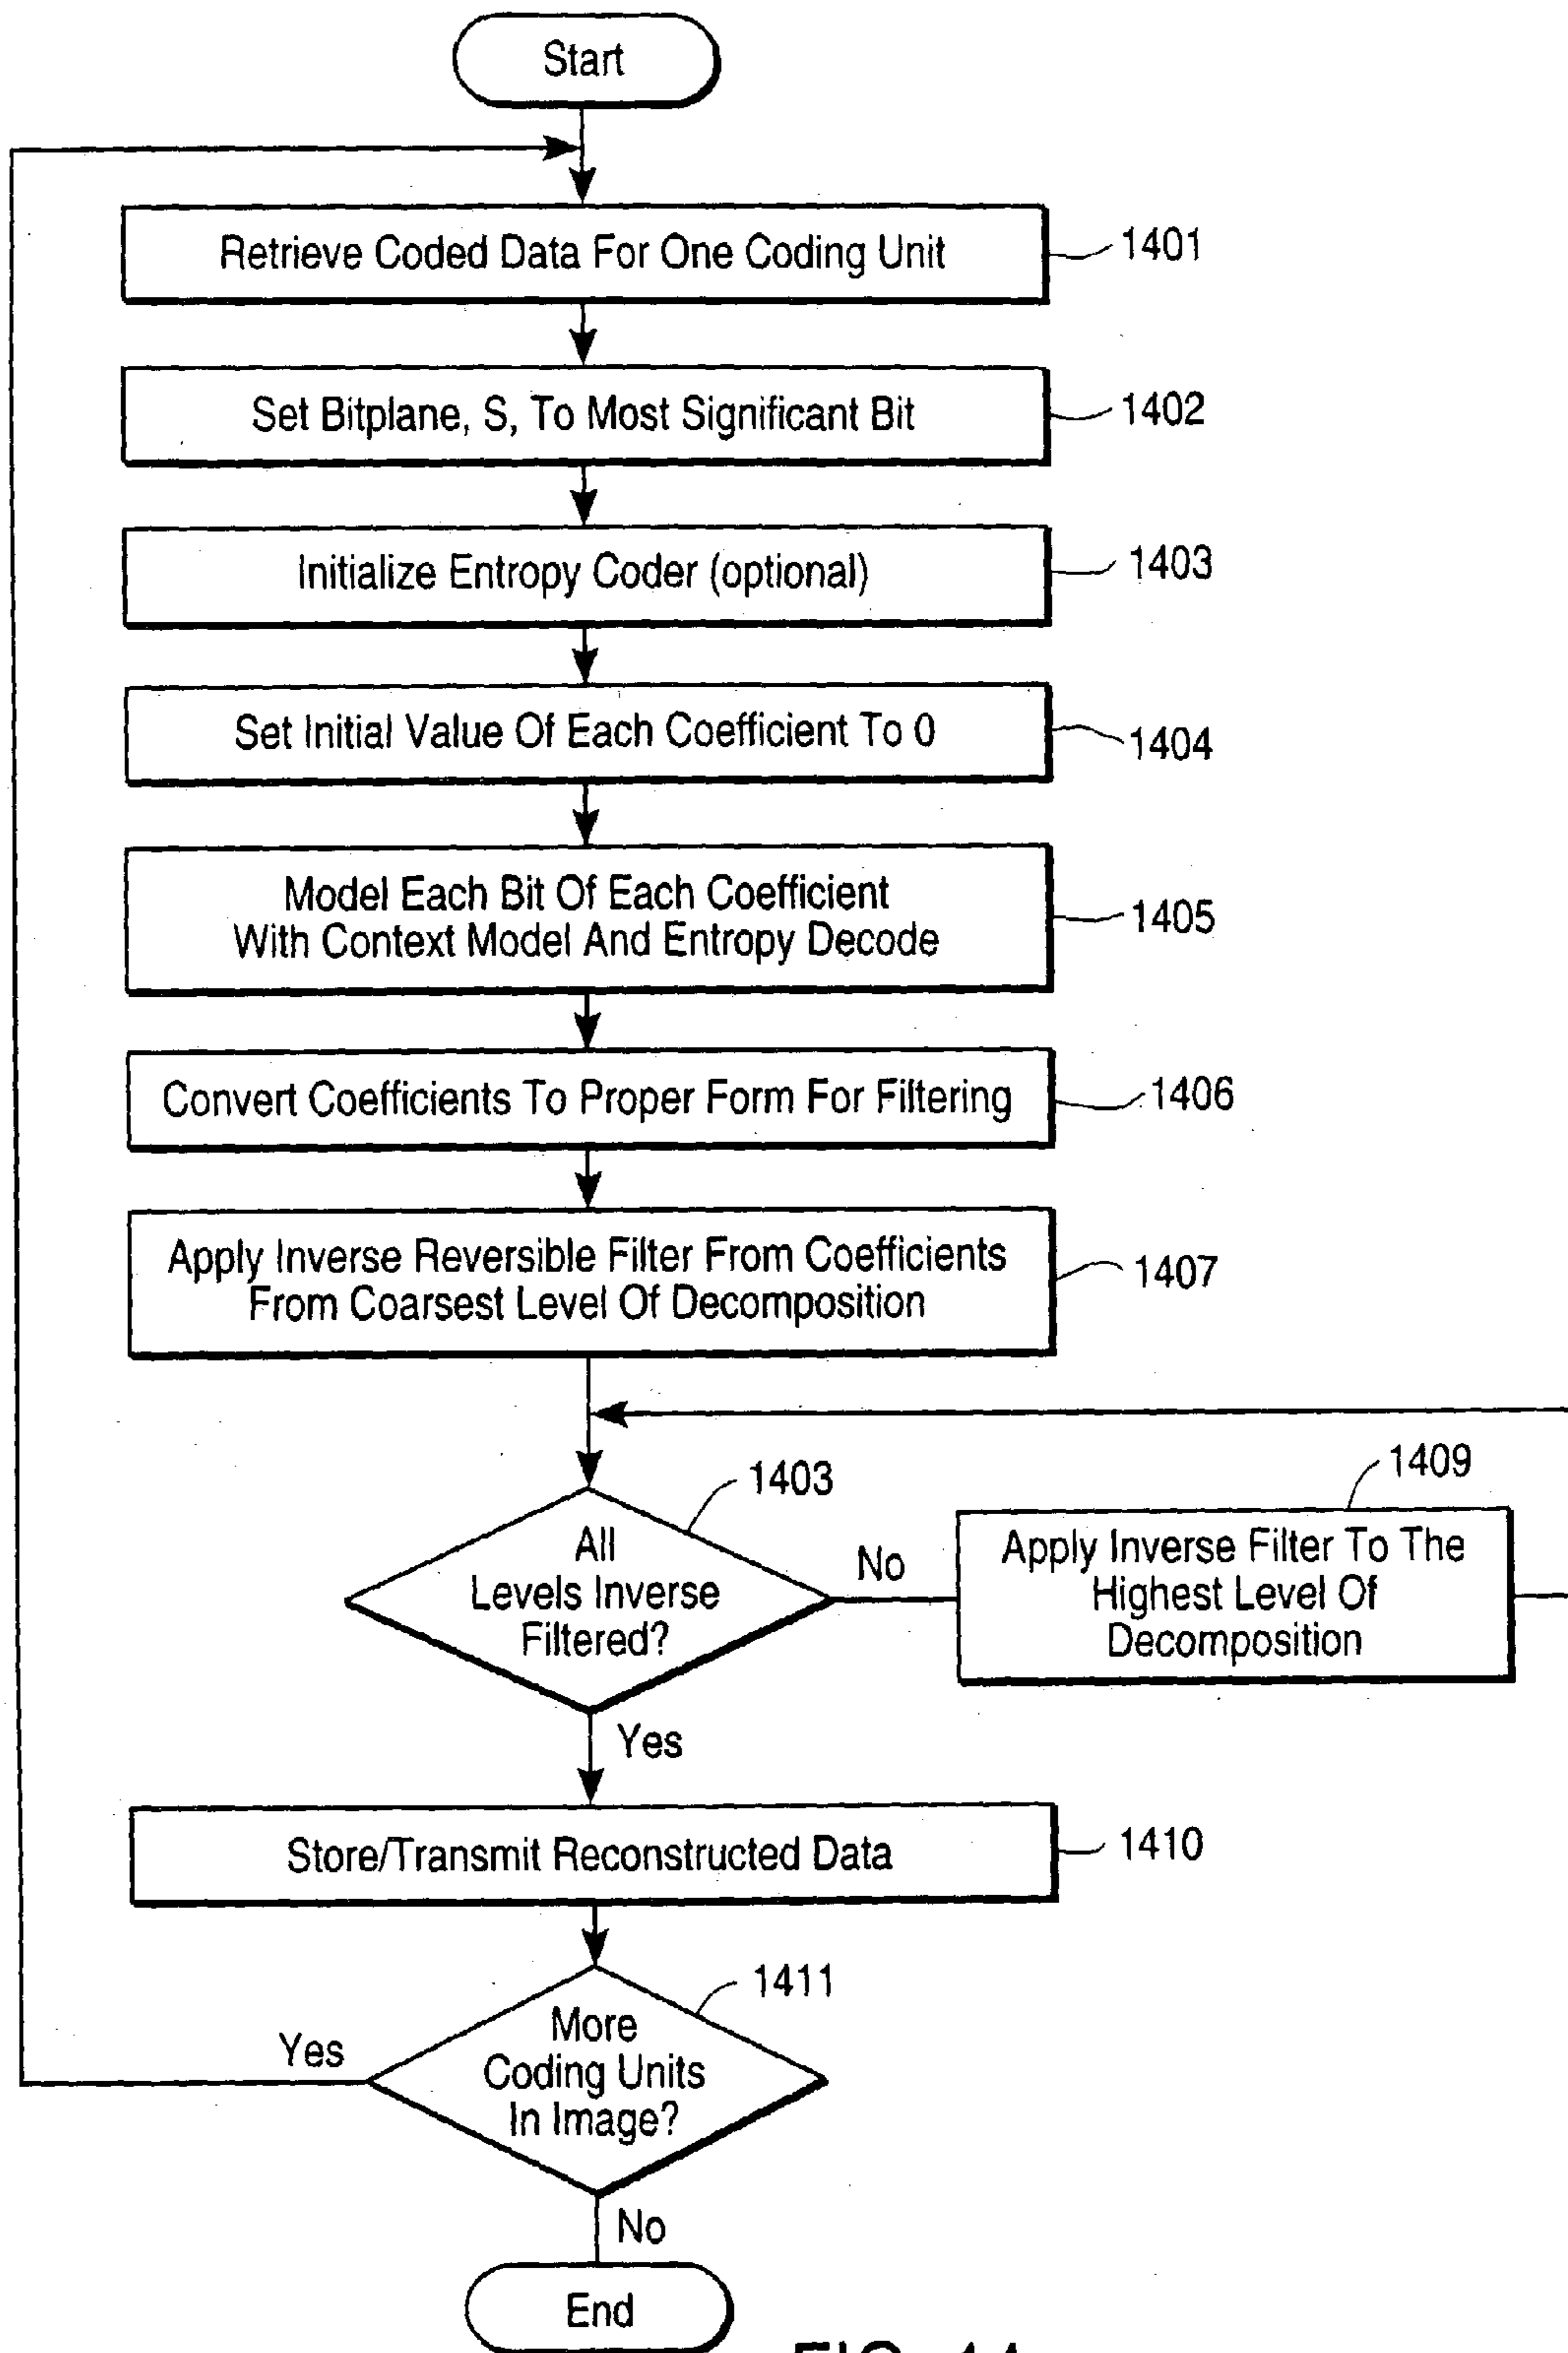 Start
Retrieve Coded Data For One Coding Unit
1401
Set Bitplane, S, To Most Significant Bit
1402
Initialize Entropy Coder (optional)
1403
Set Initial Value Of Each Coefficient To 0
1404
Model Each Bit Of Each Coefficient
With Context Model And Entropy Decode
1405
Convert Coefficients To Proper Form For Filtering
1406
Apply Inverse Reversible Filter From Coefficients
From Coarsest Level Of Decomposition
1407
1403
All
Levels Inverse
Filtered?
No
1409
Apply Inverse Filter To The
Highest Level Of
Decomposition
Yes
Store/Transmit Reconstructed Data
1410
1411
More
Coding Units
In Image?
Yes
No
End